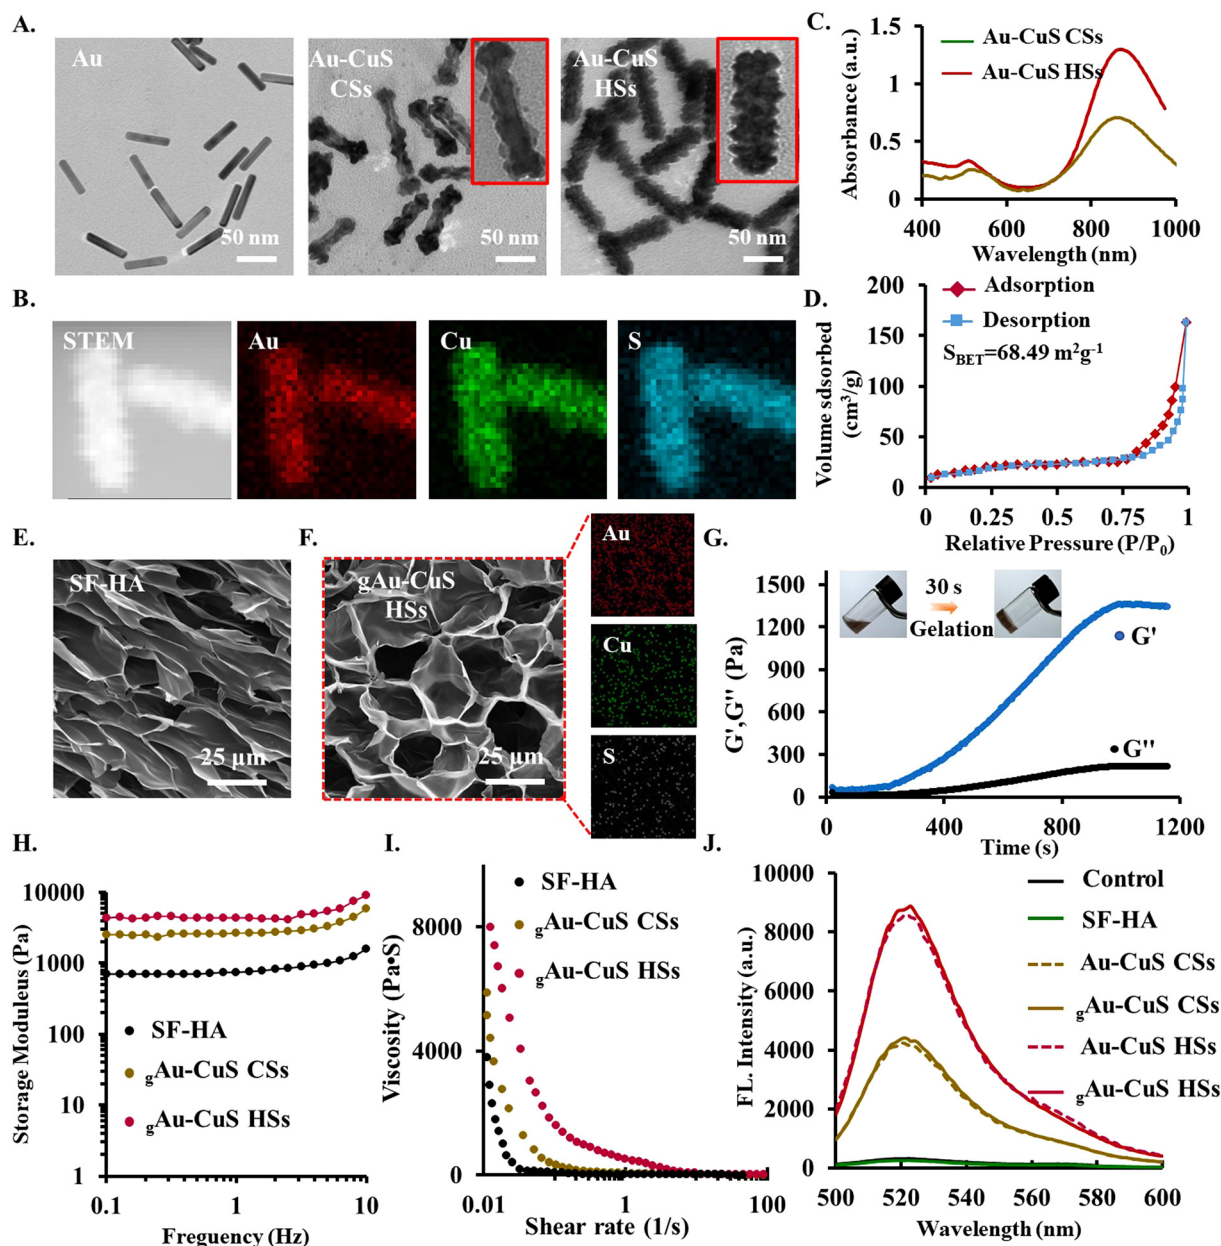 A.
Au
50 nm
Au-CuS
CSs
50 nm
Au-CuS
HSs
50 nm
C.
Absorbance (a.u.)
1.5
1
0.5
0
400
600
800
1000
Wavelength (nm)
Au-CuS CSs
Au-CuS HSs
B.
STEM
Au
Cu
S
D.
Volume sdsorbed
(cm³/g)
200
150
100
50
0
0
0.25
0.5
0.75
1
Relative Pressure (P/P₀)
Adsorption
Desorption
S_BET=68.49 m²g⁻¹
E.
SF-HA
25 μm
F.
gAu-CuS
HSs
25 μm
Au
Cu
S
G.
G',G'' (Pa)
1500
1200
900
600
300
0
0
400
800
1200
Time (s)
30 s
Gelation
G'
G''
H.
Storage Moduleus (Pa)
10000
1000
100
10
1
0.1
1
10
Freguency (Hz)
SF-HA
gAu-CuS CSs
gAu-CuS HSs
I.
Viscosity (Pa•S)
8000
4000
0
0.01
1
100
Shear rate (1/s)
SF-HA
gAu-CuS CSs
gAu-CuS HSs
J.
FL. Intensity (a.u.)
10000
8000
6000
4000
2000
0
500
520
540
560
580
600
Wavelength (nm)
Control
SF-HA
Au-CuS CSs
gAu-CuS CSs
Au-CuS HSs
gAu-CuS HSs